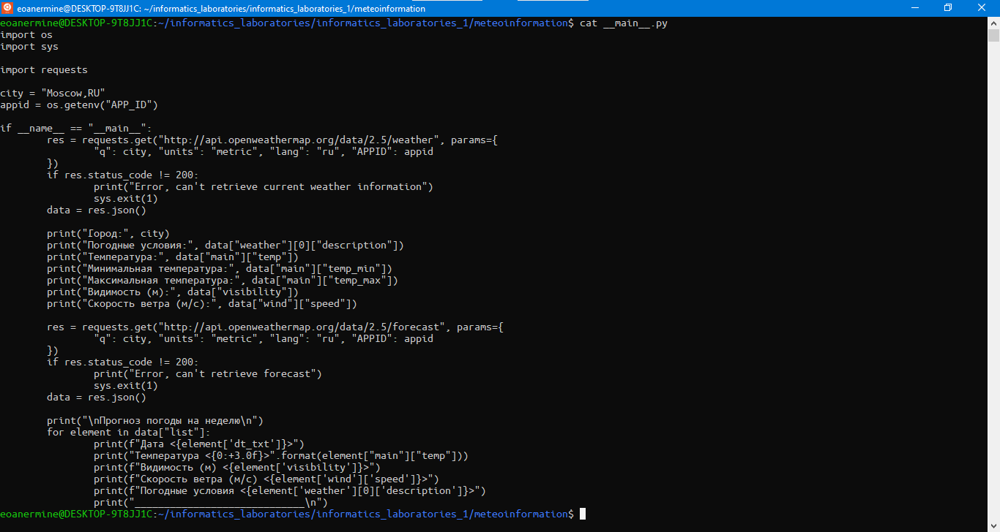 eoanermine@DESKTOP-9T8JJ1C: ~/informatics_laboratories/informatics_laboratories_1/meteoinformation
eoanermine@DESKTOP-9T8JJ1C:~/informatics_laboratories/informatics_laboratories_1/meteoinformation$ cat __main__.py
import os
import sys

import requests

city = "Moscow,RU"
appid = os.getenv("APP_ID")

if __name__ == "__main__":
        res = requests.get("http://api.openweathermap.org/data/2.5/weather", params={
                "q": city, "units": "metric", "lang": "ru", "APPID": appid
        })
        if res.status_code != 200:
                print("Error, can't retrieve current weather information")
                sys.exit(1)
        data = res.json()

        print("Город:", city)
        print("Погодные условия:", data["weather"][0]["description"])
        print("Температура:", data["main"]["temp"])
        print("Минимальная температура:", data["main"]["temp_min"])
        print("Максимальная температура:", data["main"]["temp_max"])
        print("Видимость (м):", data["visibility"])
        print("Скорость ветра (м/с):", data["wind"]["speed"])

        res = requests.get("http://api.openweathermap.org/data/2.5/forecast", params={
                "q": city, "units": "metric", "lang": "ru", "APPID": appid
        })
        if res.status_code != 200:
                print("Error, can't retrieve forecast")
                sys.exit(1)
        data = res.json()

        print("\nПрогноз погоды на неделю\n")
        for element in data["list"]:
                print(f"Дата <{element['dt_txt']}>")
                print("Температура <{0:+3.0f}>".format(element["main"]["temp"]))
                print(f"Видимость (м) <{element['visibility']}>")
                print(f"Скорость ветра (м/с) <{element['wind']['speed']}>")
                print(f"Погодные условия <{element['weather'][0]['description']}>")
                print("_____________________________\n")
eoanermine@DESKTOP-9T8JJ1C:~/informatics_laboratories/informatics_laboratories_1/meteoinformation$